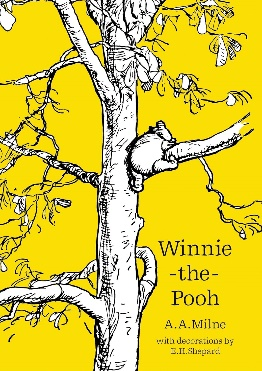 Winnie
-the-
Pooh
A.A.Milne
with decorations by
E.H.Shepard